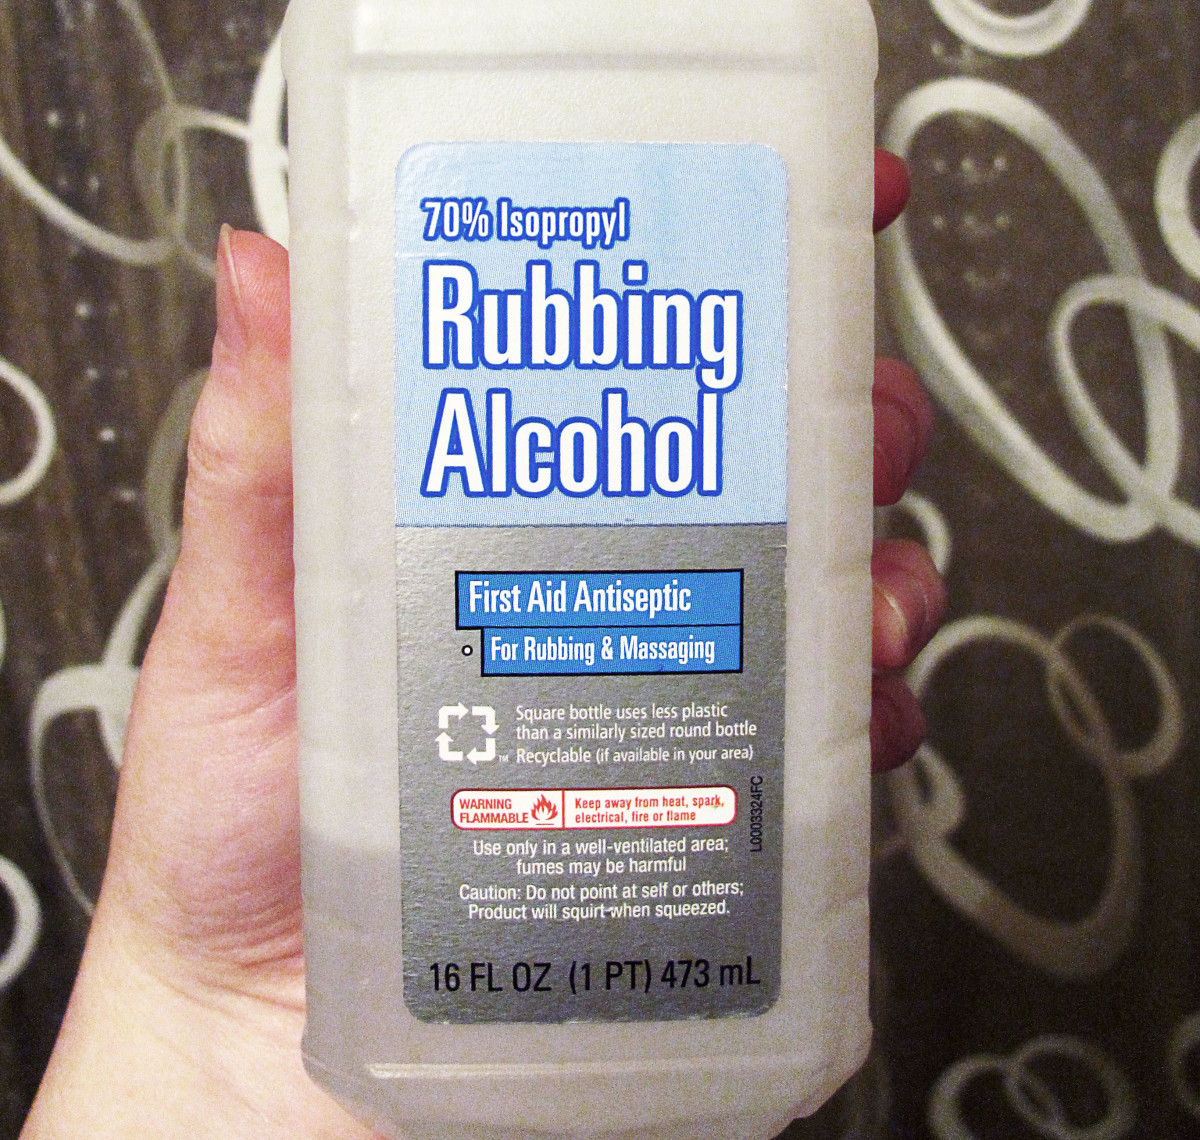 70% Isopropyl
Rubbing
Alcohol
First Aid Antiseptic
For Rubbing & Massaging
Square bottle uses less plastic
than a similarly sized round bottle
TM Recyclable (if available in your area)
WARNING
FLAMMABLE
Keep away from heat, spark,
electrical, fire or flame
L0003324FC
Use only in a well-ventilated area;
fumes may be harmful
Caution: Do not point at self or others;
Product will squirt when squeezed.
16 FL OZ (1 PT) 473 mL